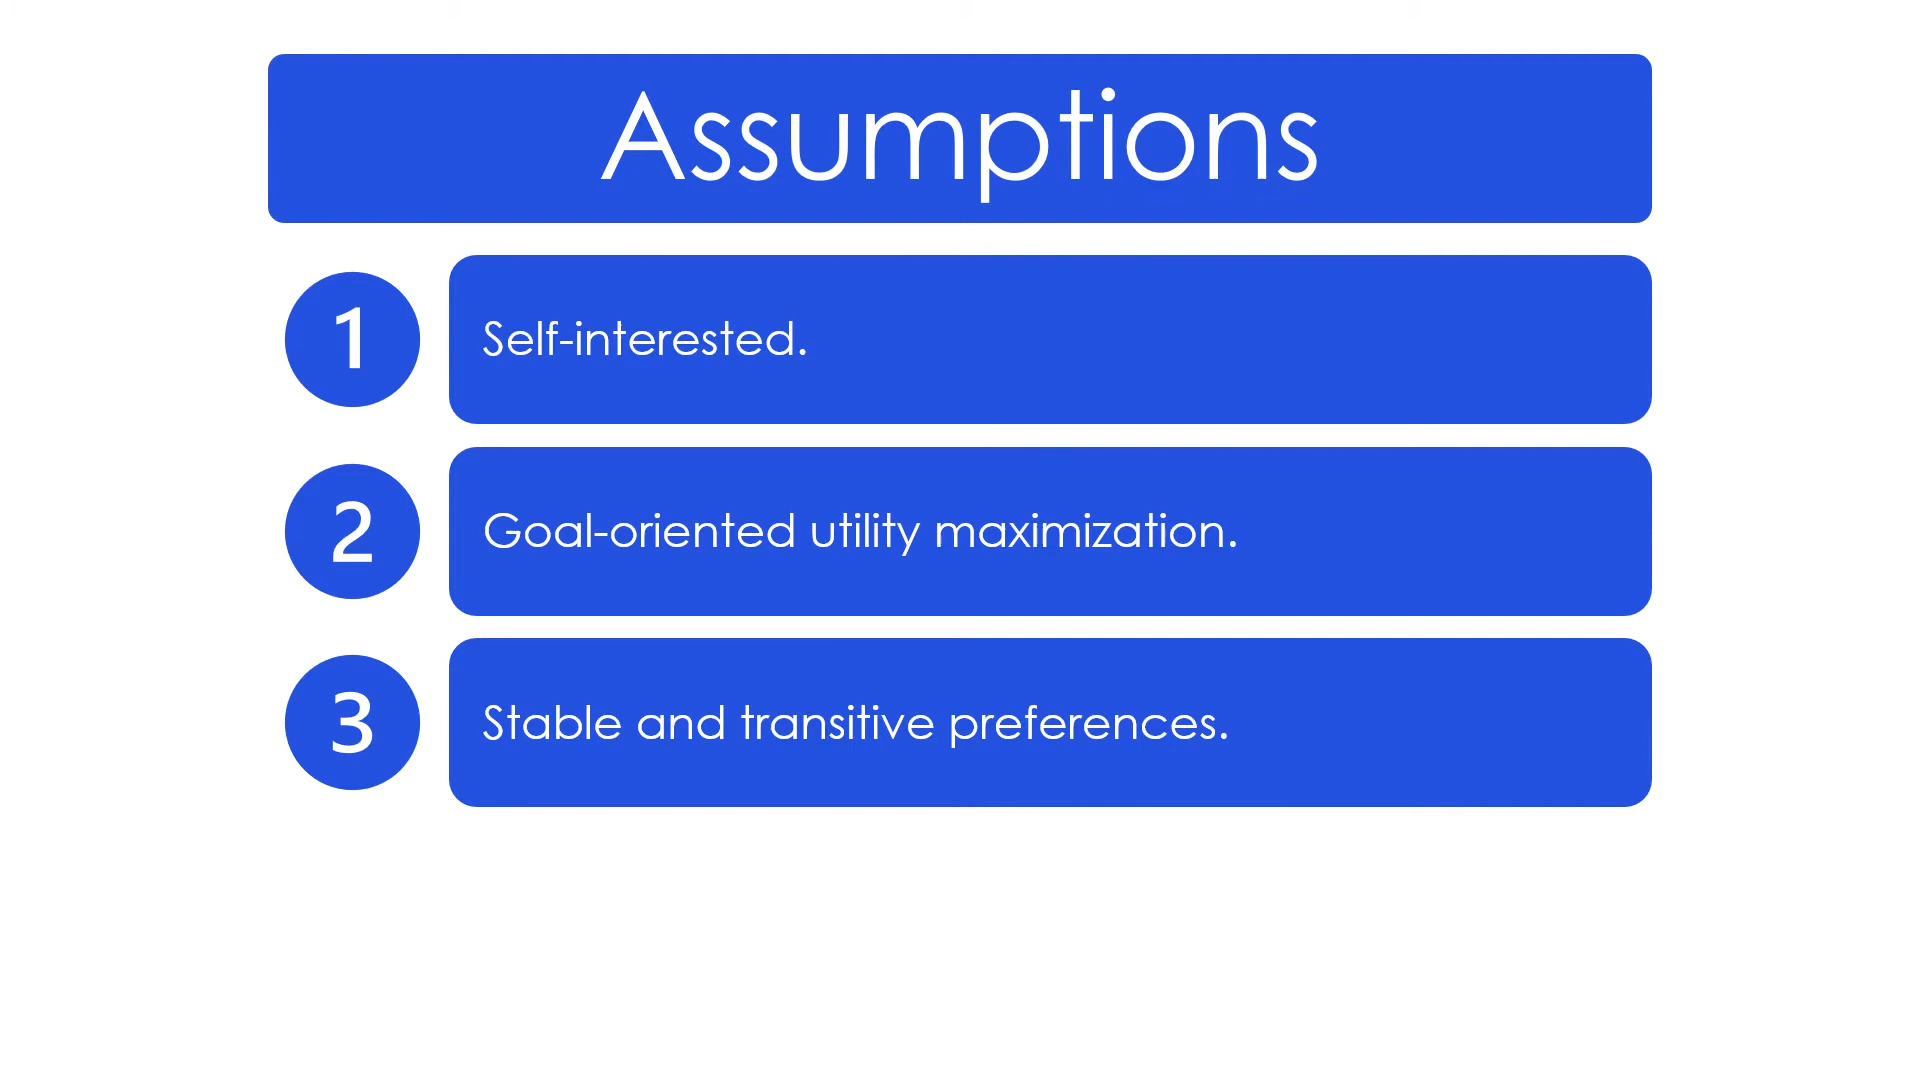 Assumptions
1
Self-interested.
2
Goal-oriented utility maximization.
3
Stable and transitive preferences.